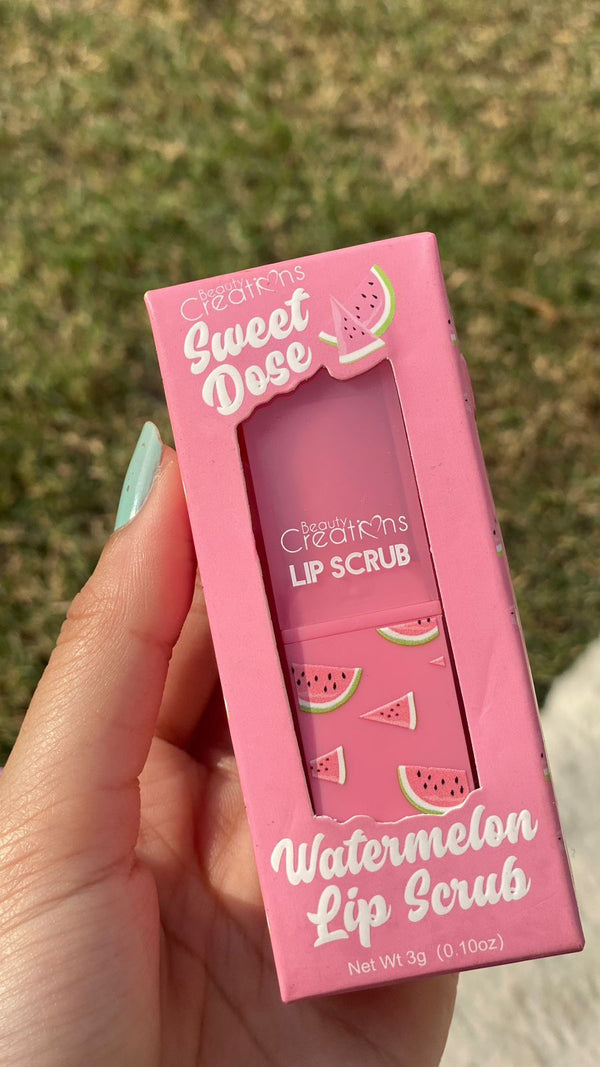 Beauty
Creations
Sweet
Dose
Beauty
Creations
LIP SCRUB
Watermelon
Lip Scrub
Net Wt 3g (0.10oz)